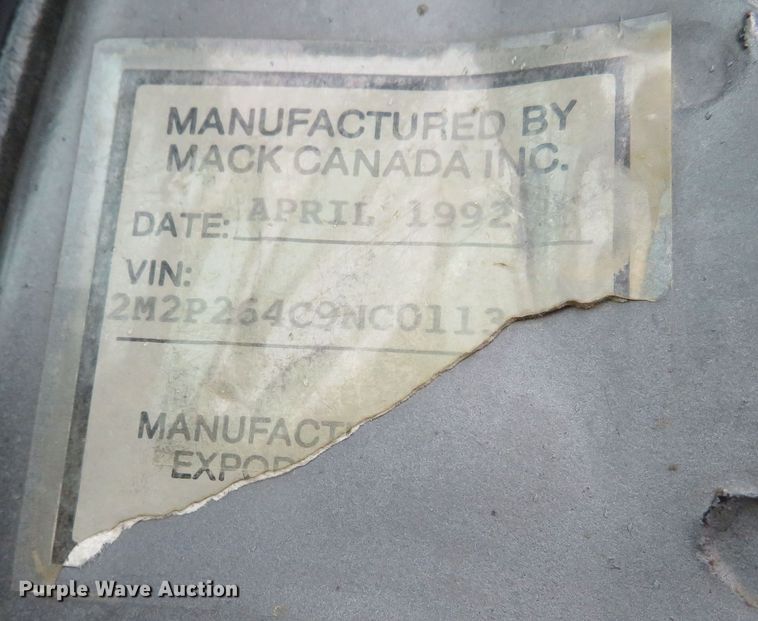 MANUFACTURED BY
MACK CANADA INC.
DATE: APRIL 1992
VIN:
2M2P264C9NC0113
MANUFACT
EXPOR
Purple Wave Auction